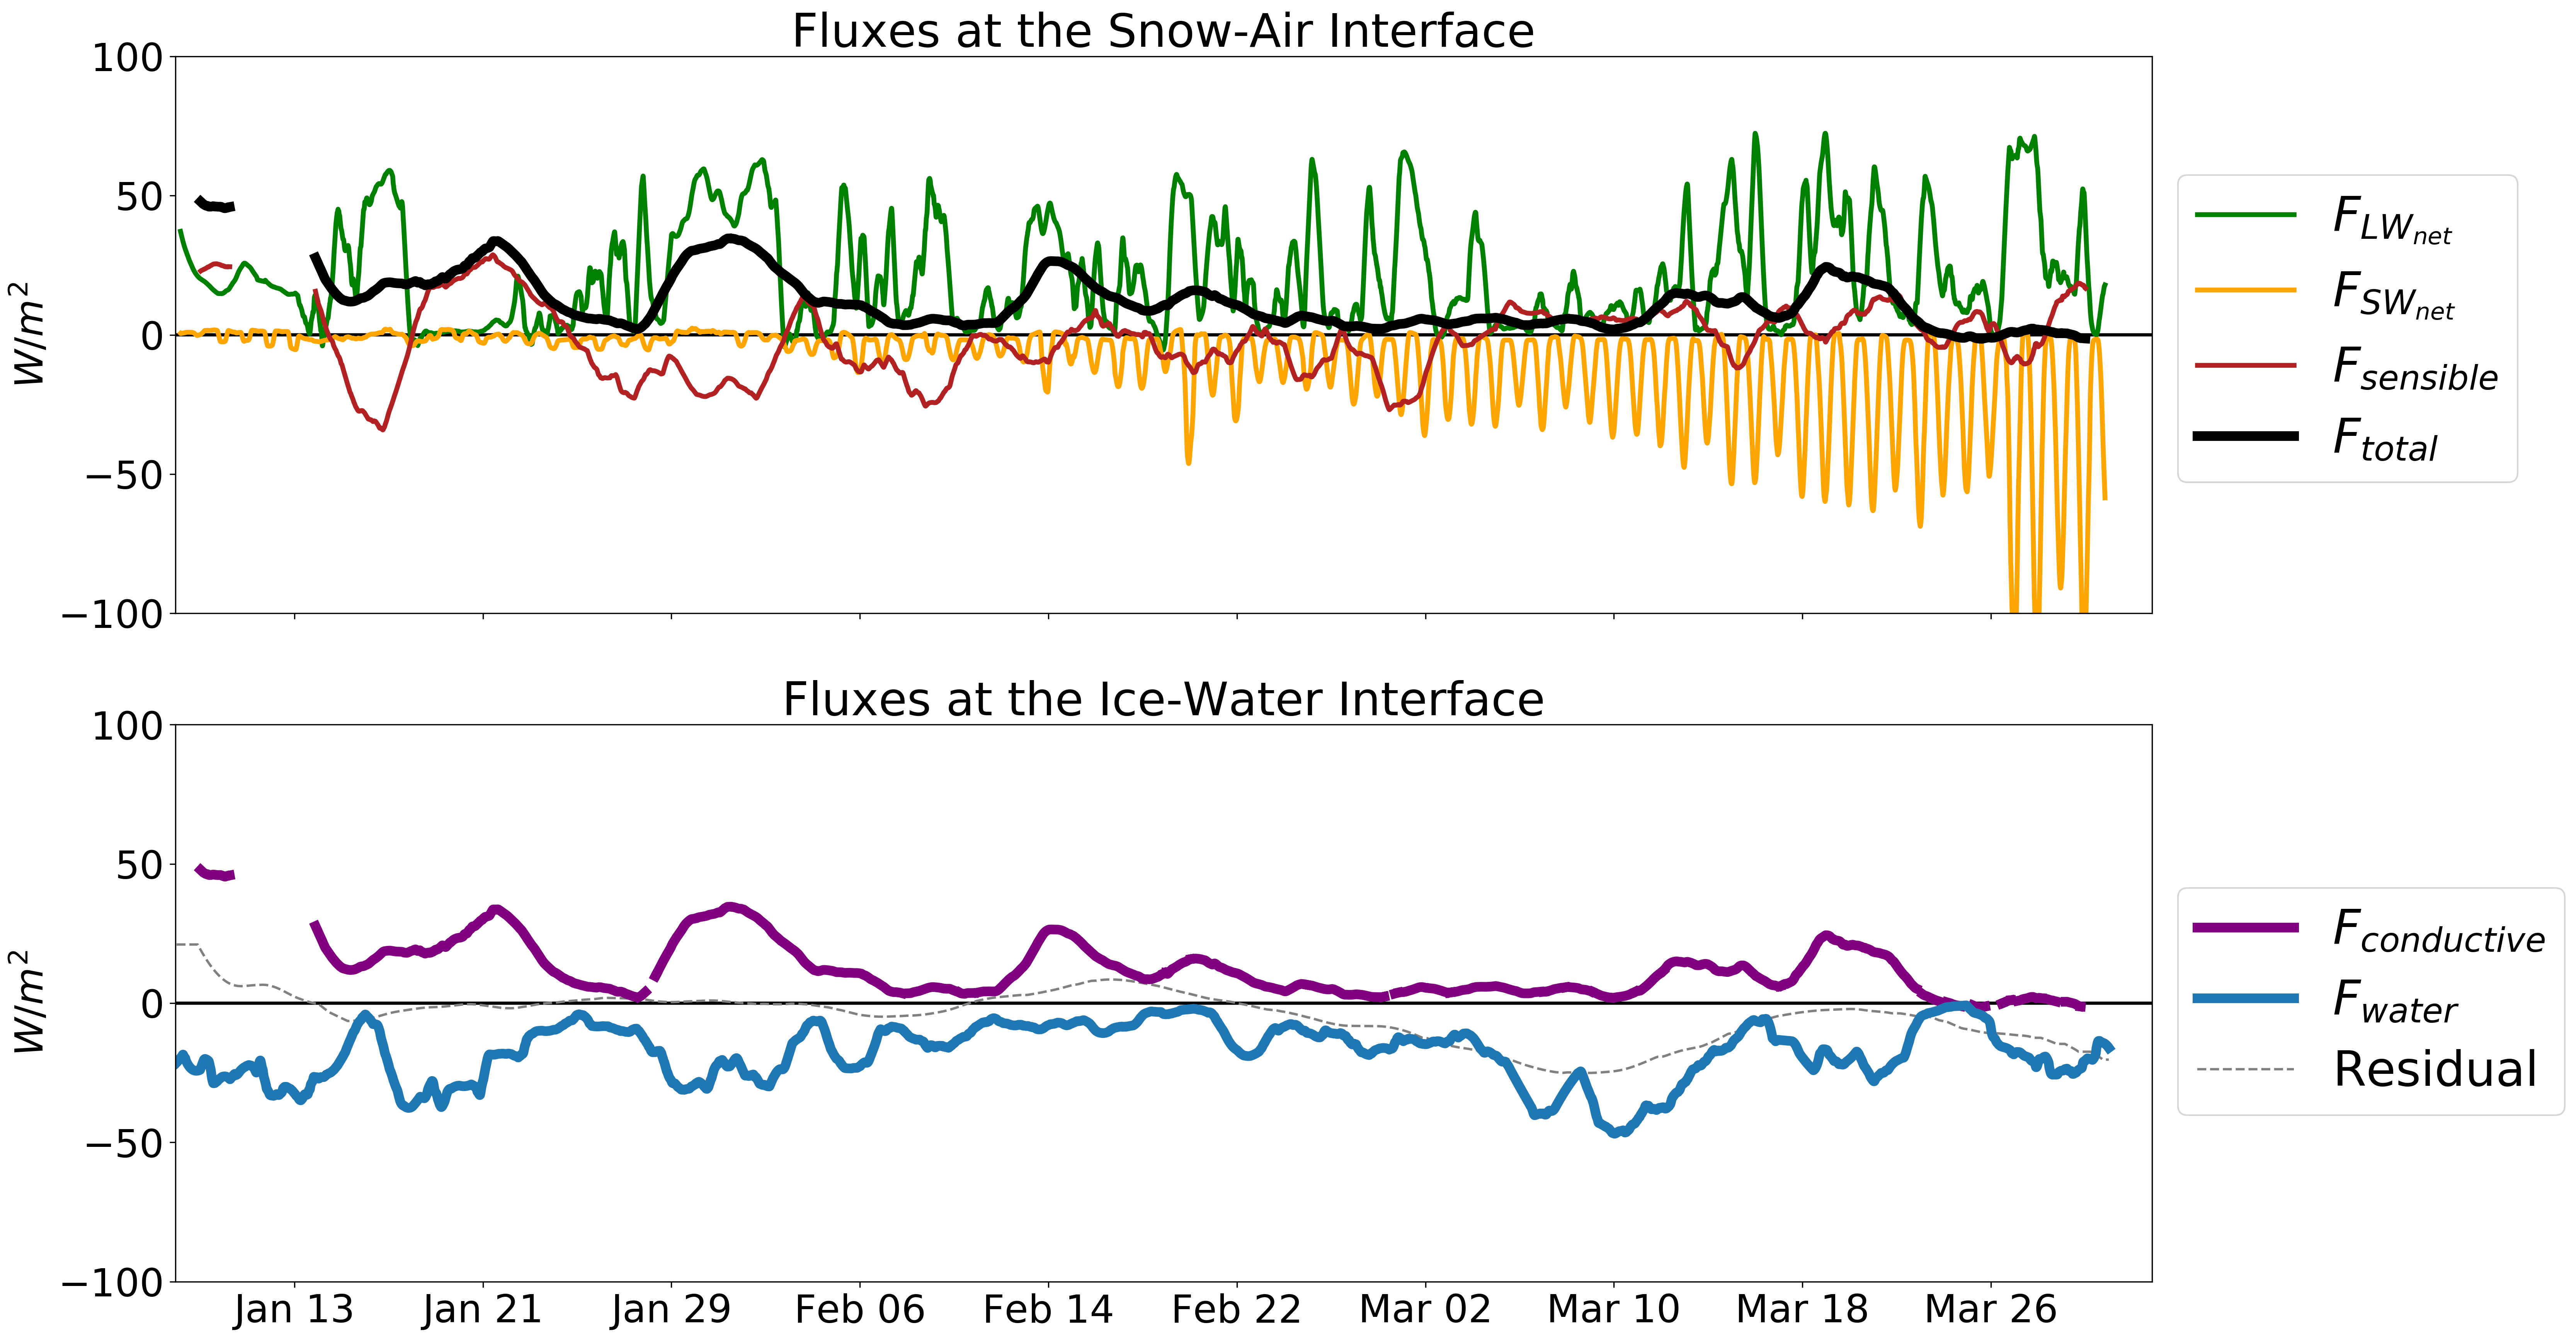 Fluxes at the Snow-Air Interface
100
50
0
−50
−100
W/m²
F_LW_net
F_SW_net
F_sensible
F_total
Fluxes at the Ice-Water Interface
100
50
0
−50
−100
W/m²
Jan 13 Jan 21 Jan 29 Feb 06 Feb 14 Feb 22 Mar 02 Mar 10 Mar 18 Mar 26
F_conductive
F_water
Residual